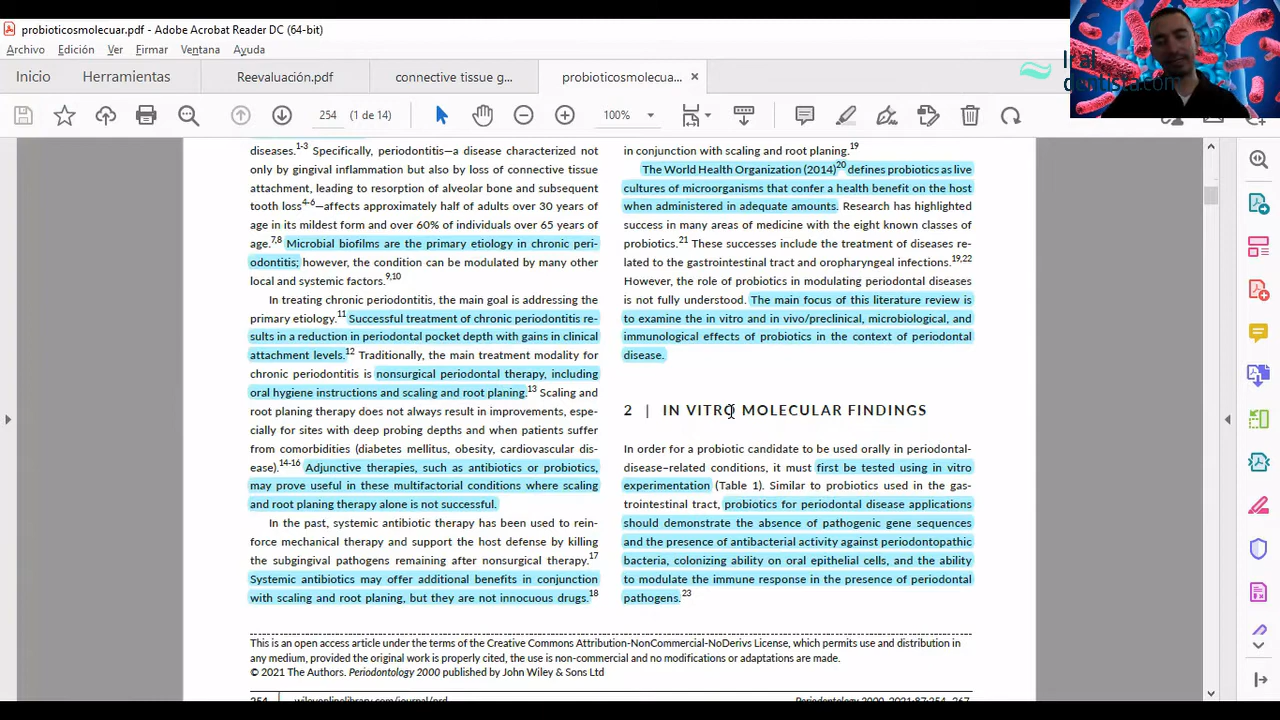 probioticosmolecuar.pdf - Adobe Acrobat Reader DC (64-bit)
Archivo Edición Ver Firmar Ventana Ayuda
Inicio Herramientas Reevaluación.pdf connective tissue g... probioticosmolecua... ×
254 (1 de 14) 100%
dentista.com
diseases.1-3 Specifically, periodontitis—a disease characterized not
only by gingival inflammation but also by loss of connective tissue
attachment, leading to resorption of alveolar bone and subsequent
tooth loss4-6—affects approximately half of adults over 30 years of
age in its mildest form and over 60% of individuals over 65 years of
age.7,8 Microbial biofilms are the primary etiology in chronic peri-
odontitis; however, the condition can be modulated by many other
local and systemic factors.9,10
In treating chronic periodontitis, the main goal is addressing the
primary etiology.11 Successful treatment of chronic periodontitis re-
sults in a reduction in periodontal pocket depth with gains in clinical
attachment levels.12 Traditionally, the main treatment modality for
chronic periodontitis is nonsurgical periodontal therapy, including
oral hygiene instructions and scaling and root planing.13 Scaling and
root planing therapy does not always result in improvements, espe-
cially for sites with deep probing depths and when patients suffer
from comorbidities (diabetes mellitus, obesity, cardiovascular dis-
ease).14-16 Adjunctive therapies, such as antibiotics or probiotics,
may prove useful in these multifactorial conditions where scaling
and root planing therapy alone is not successful.
In the past, systemic antibiotic therapy has been used to rein-
force mechanical therapy and support the host defense by killing
the subgingival pathogens remaining after nonsurgical therapy.17
Systemic antibiotics may offer additional benefits in conjunction
with scaling and root planing, but they are not innocuous drugs.18
in conjunction with scaling and root planing.19
The World Health Organization (2014)20 defines probiotics as live
cultures of microorganisms that confer a health benefit on the host
when administered in adequate amounts. Research has highlighted
success in many areas of medicine with the eight known classes of
probiotics.21 These successes include the treatment of diseases re-
lated to the gastrointestinal tract and oropharyngeal infections.19,22
However, the role of probiotics in modulating periodontal diseases
is not fully understood. The main focus of this literature review is
to examine the in vitro and in vivo/preclinical, microbiological, and
immunological effects of probiotics in the context of periodontal
disease.
2 | IN VITRO MOLECULAR FINDINGS
In order for a probiotic candidate to be used orally in periodontal-
disease–related conditions, it must first be tested using in vitro
experimentation (Table 1). Similar to probiotics used in the gas-
trointestinal tract, probiotics for periodontal disease applications
should demonstrate the absence of pathogenic gene sequences
and the presence of antibacterial activity against periodontopathic
bacteria, colonizing ability on oral epithelial cells, and the ability
to modulate the immune response in the presence of periodontal
pathogens.23
This is an open access article under the terms of the Creative Commons Attribution-NonCommercial-NoDerivs License, which permits use and distribution in
any medium, provided the original work is properly cited, the use is non-commercial and no modifications or adaptations are made.
© 2021 The Authors. Periodontology 2000 published by John Wiley & Sons Ltd
254 | wileyonlinelibrary.com/journal/prd Periodontology 2000. 2021;87:254–267.